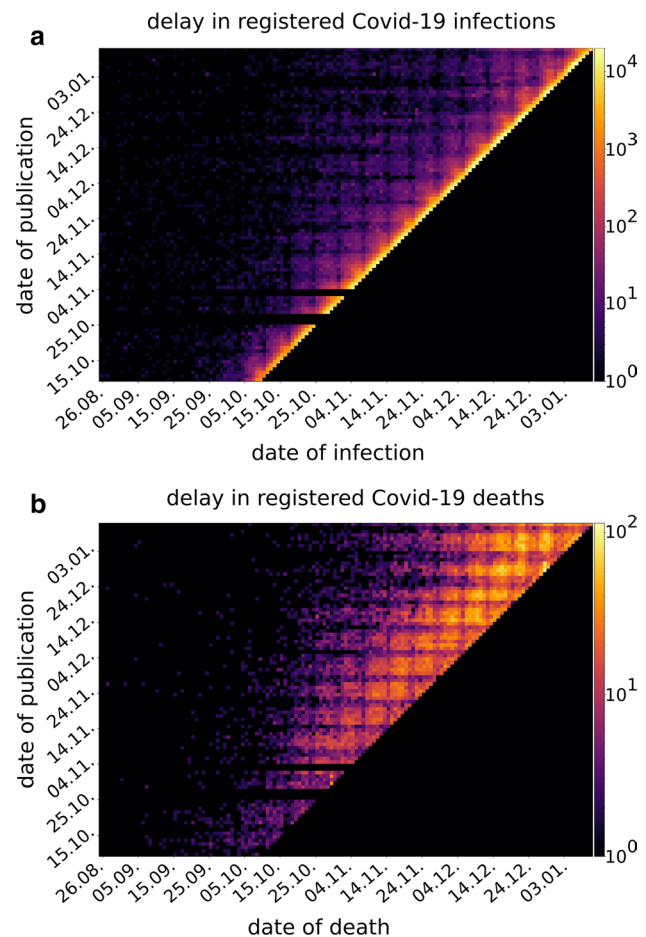 a
delay in registered Covid-19 infections
date of publication
03.01.
24.12.
14.12.
04.12.
24.11.
14.11.
04.11.
25.10.
15.10.
10^4
10^3
10^2
10^1
10^0
26.08. 05.09. 15.09. 25.09. 05.10. 15.10. 25.10. 04.11. 14.11. 24.11. 04.12. 14.12. 24.12. 03.01.
date of infection
b
delay in registered Covid-19 deaths
date of publication
03.01.
24.12.
14.12.
04.12.
24.11.
14.11.
04.11.
25.10.
15.10.
10^2
10^1
10^0
26.08. 05.09. 15.09. 25.09. 05.10. 15.10. 25.10. 04.11. 14.11. 24.11. 04.12. 14.12. 24.12. 03.01.
date of death